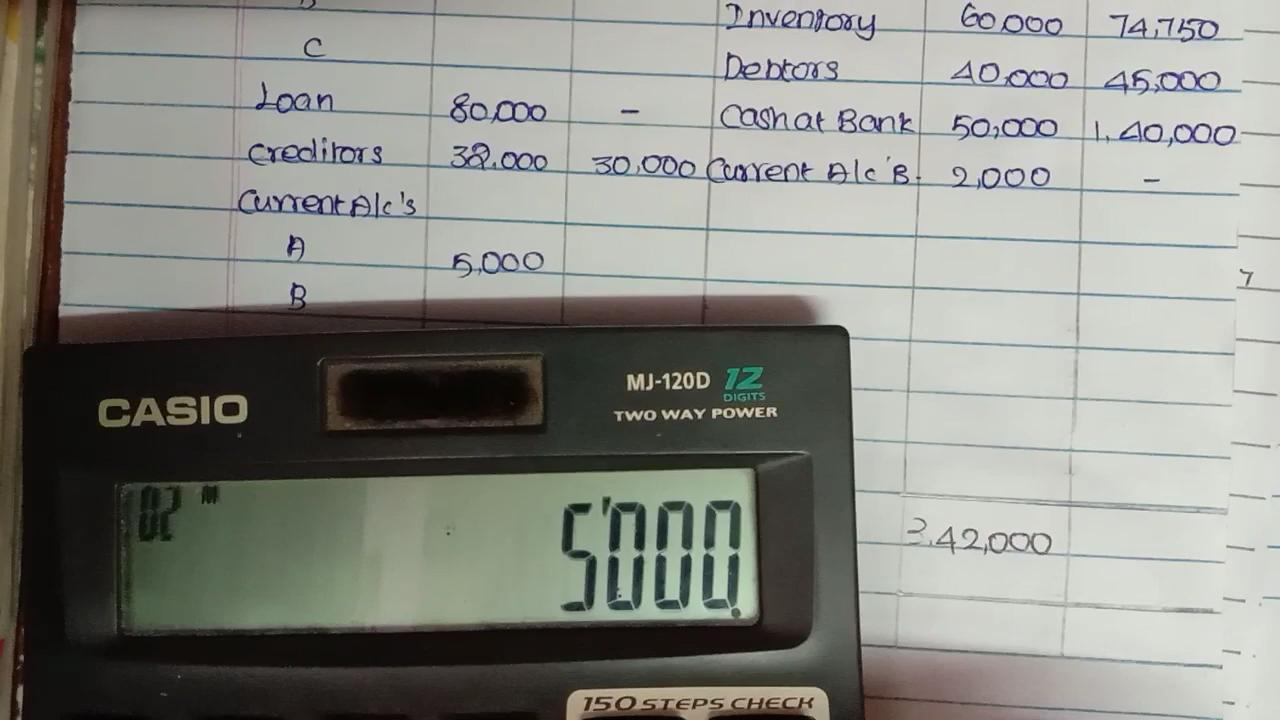 Inventory 60,000 74,750
C
Debtors 40,000 45,000
Loan 80,000 - Cash at Bank 50,000 1,40,000
Creditors 38,000 30,000 Current A/c B 2,000 -
Current A/c's
A 5,000
B
MJ-120D 12
DIGITS
CASIO
TWO WAY POWER
02 M
5'000.
3,42,000
150 STEPS CHECK